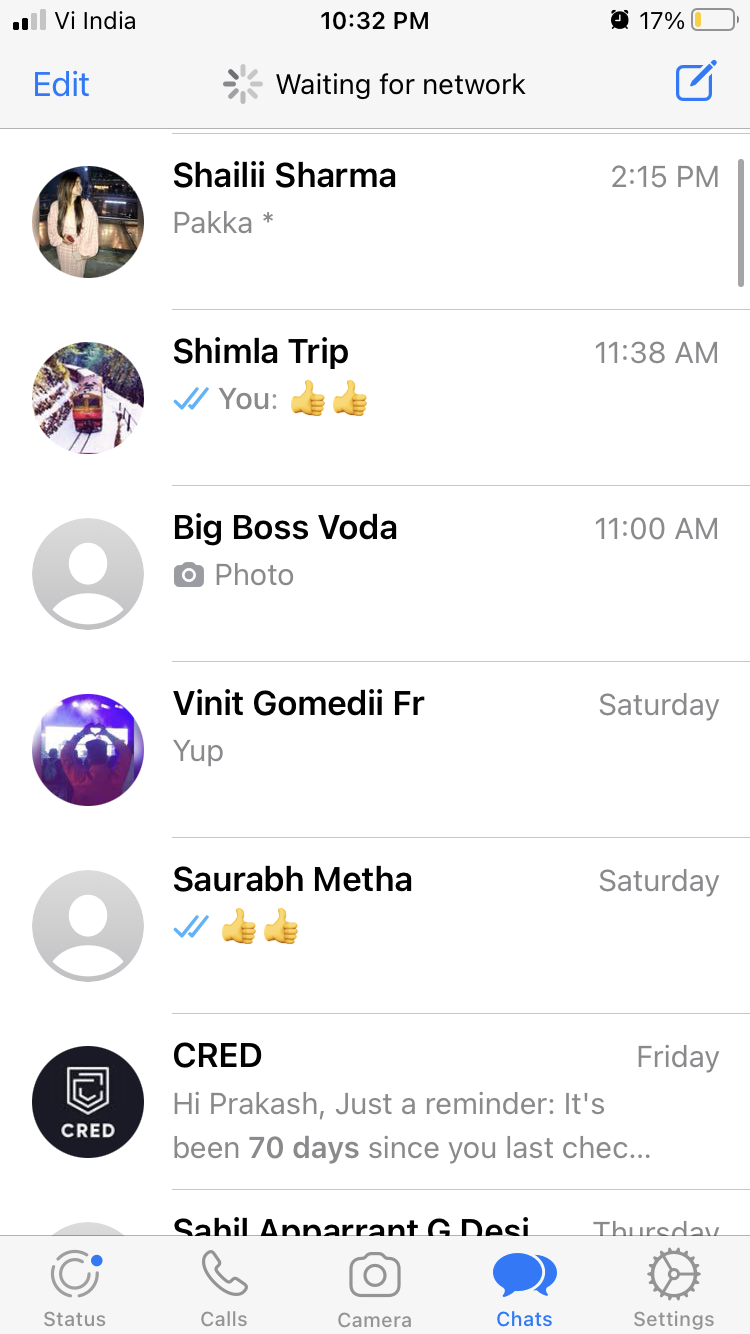 Vi India 10:32 PM 17%
Edit Waiting for network
Shailii Sharma 2:15 PM
Pakka *
Shimla Trip 11:38 AM
You: 👍👍
Big Boss Voda 11:00 AM
Photo
Vinit Gomedii Fr Saturday
Yup
Saurabh Metha Saturday
👍👍
CRED Friday
Hi Prakash, Just a reminder: It's
been 70 days since you last chec...
CRED
Sahil Apparrant G Desi Thursday
Status Calls Camera Chats Settings